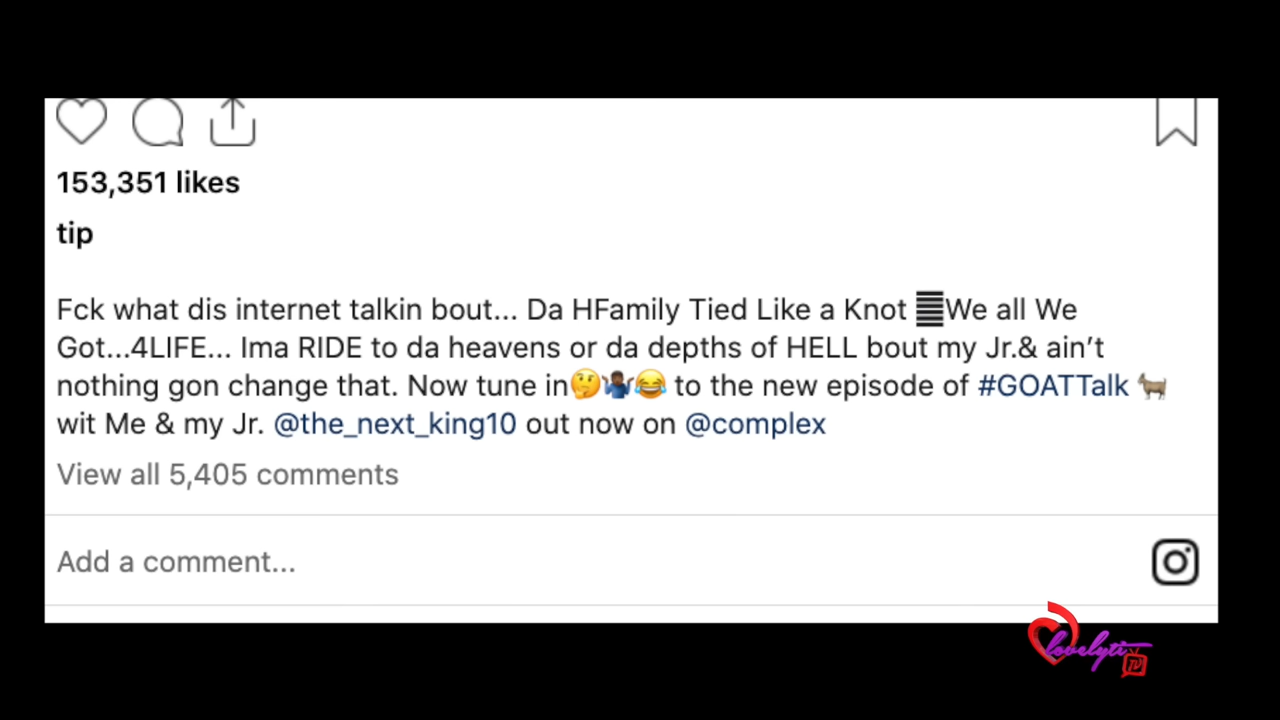 153,351 likes
tip
Fck what dis internet talkin bout... Da HFamily Tied Like a Knot We all We
Got...4LIFE... Ima RIDE to da heavens or da depths of HELL bout my Jr.& ain’t
nothing gon change that. Now tune in🤔🤷🏿‍♂️😂 to the new episode of #GOATTalk 🐐
wit Me & my Jr. @the_next_king10 out now on @complex
View all 5,405 comments
Add a comment...
lovelyti
TV